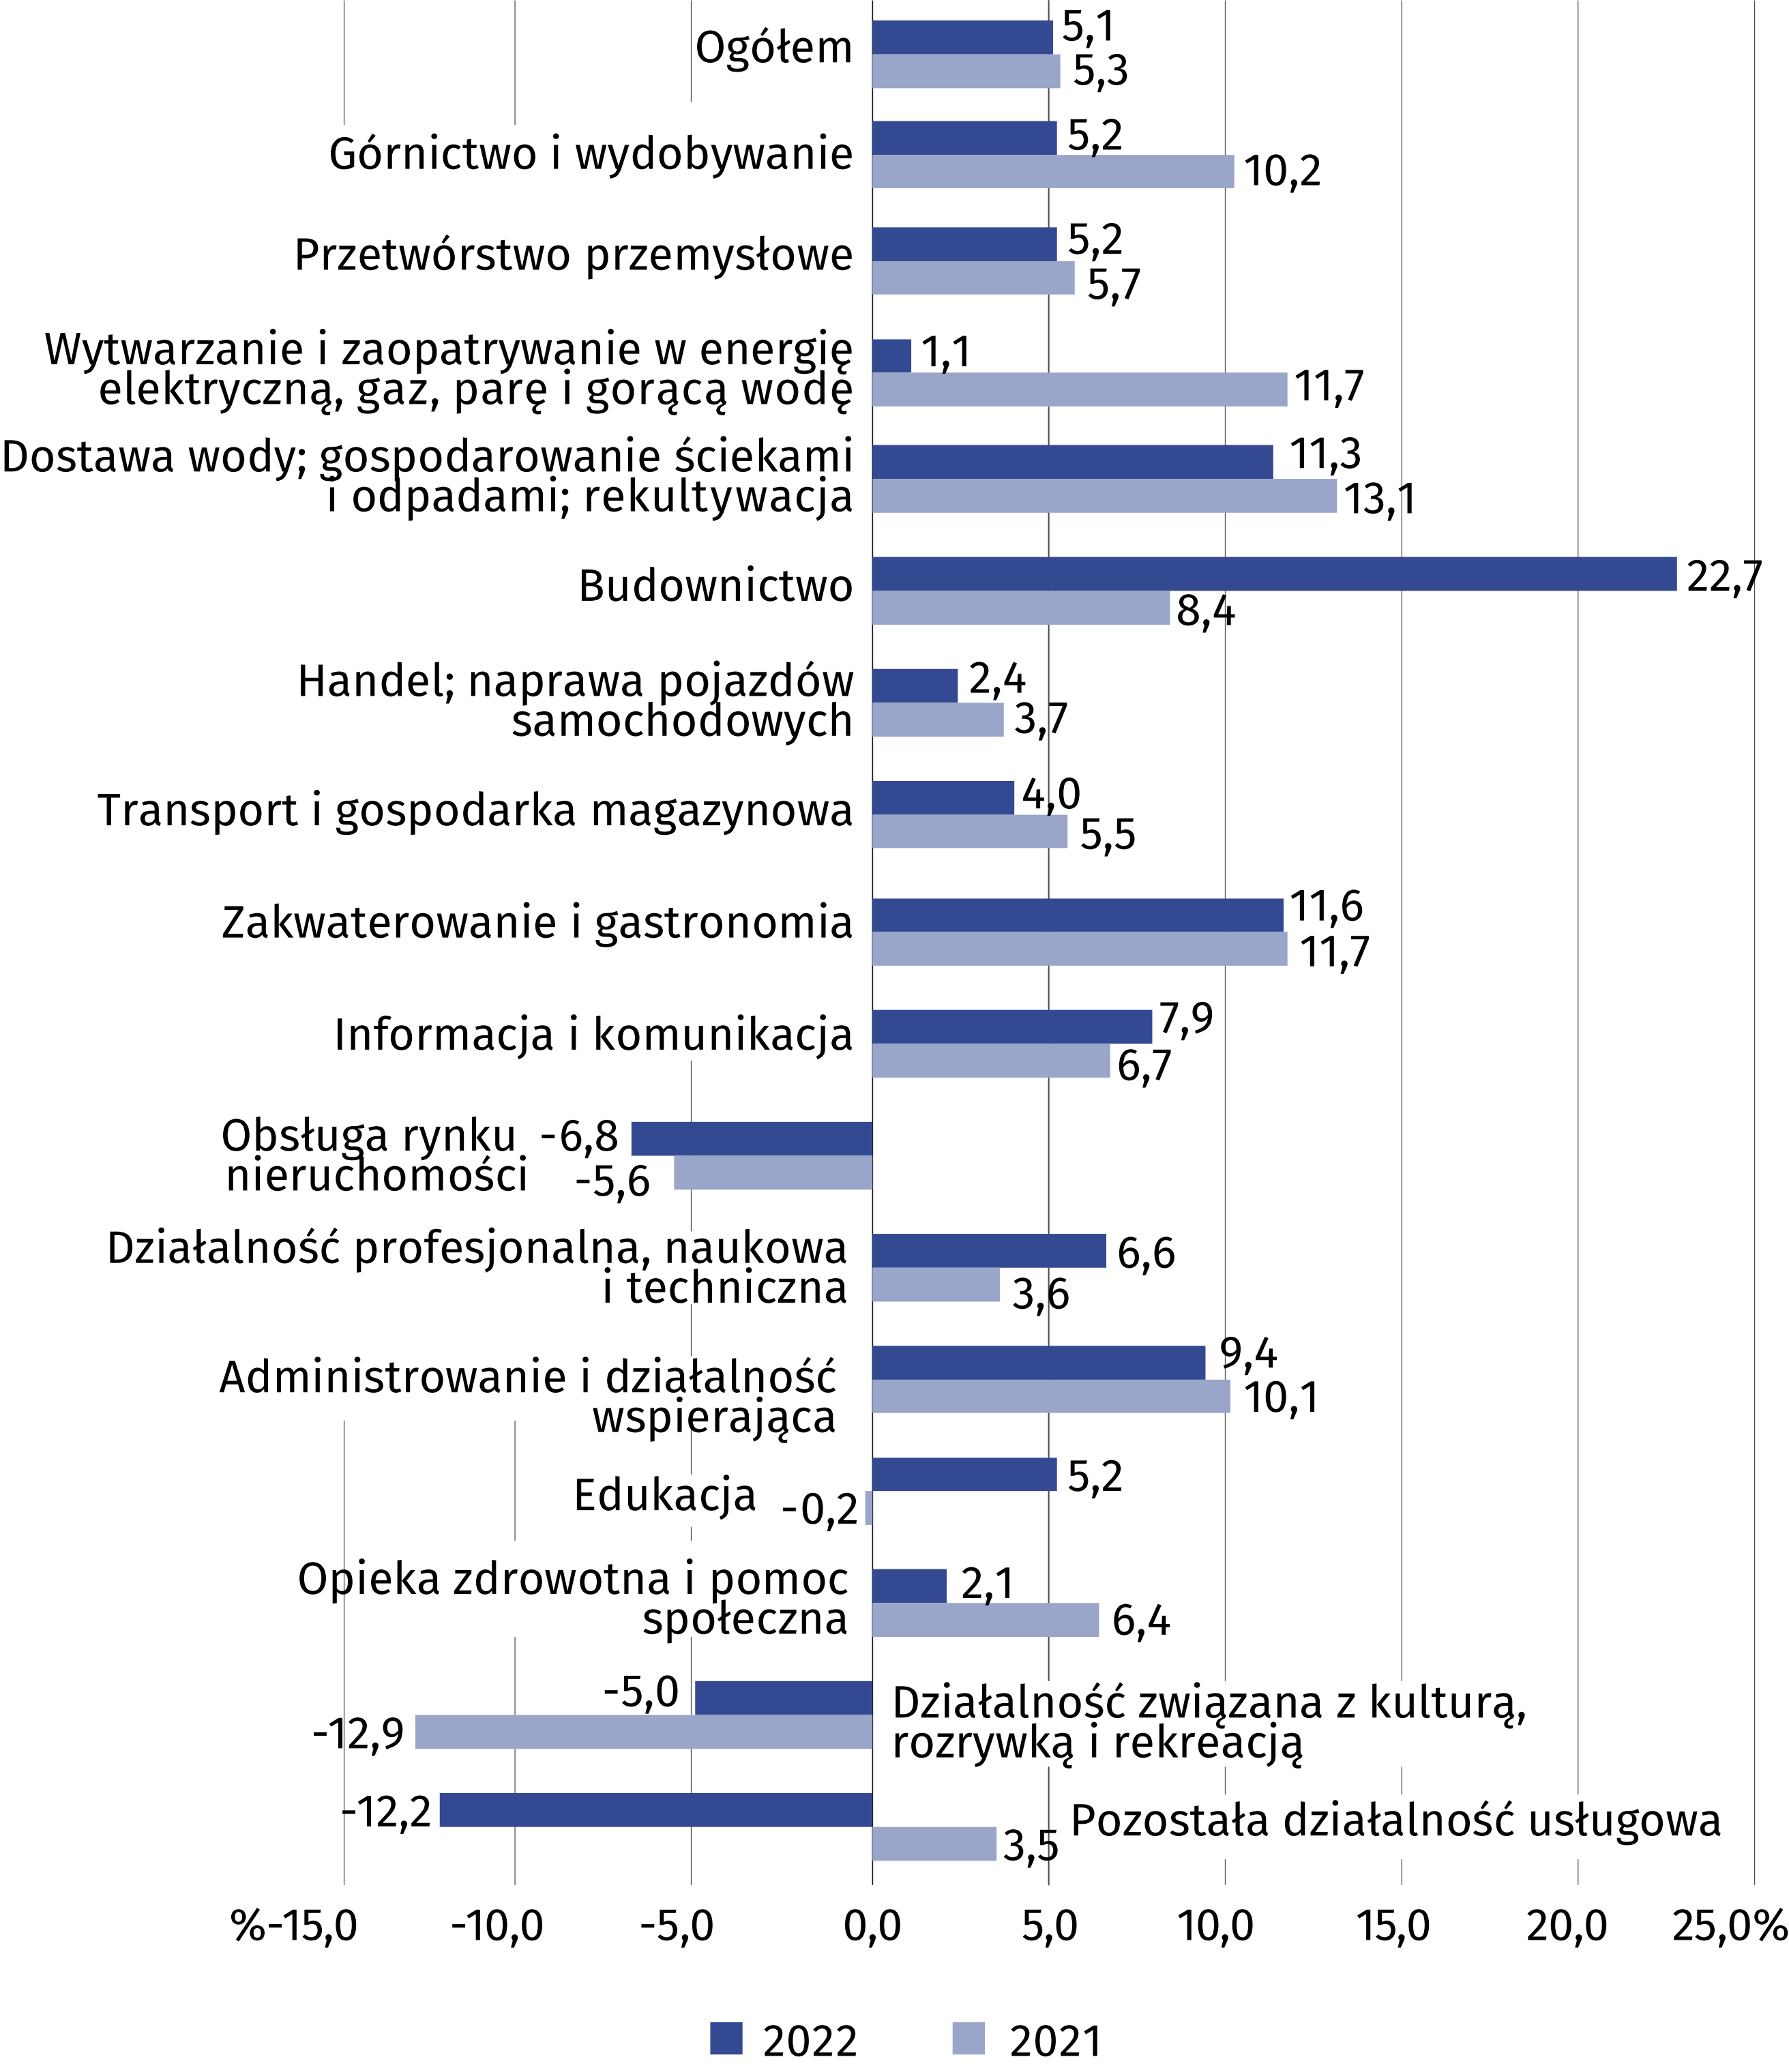 Ogółem
5,1
5,3
Górnictwo i wydobywanie
5,2
10,2
Przetwórstwo przemysłowe
5,2
5,7
Wytwarzanie i zaopatrywanie w energię
elektryczną, gaz, parę i gorącą wodę
1,1
11,7
Dostawa wody; gospodarowanie ściekami
i odpadami; rekultywacja
11,3
13,1
Budownictwo
22,7
8,4
Handel; naprawa pojazdów
samochodowych
2,4
3,7
Transport i gospodarka magazynowa
4,0
5,5
Zakwaterowanie i gastronomia
11,6
11,7
Informacja i komunikacja
7,9
6,7
Obsługa rynku
nieruchomości
-6,8
-5,6
Działalność profesjonalna, naukowa
i techniczna
6,6
3,6
Administrowanie i działalność
wspierająca
9,4
10,1
Edukacja
5,2
-0,2
Opieka zdrowotna i pomoc
społeczna
2,1
6,4
-5,0
-12,9
Działalność związana z kulturą,
rozrywką i rekreacją
-12,2
3,5
Pozostała działalność usługowa
%-15,0 -10,0 -5,0 0,0 5,0 10,0 15,0 20,0 25,0%
2022 2021